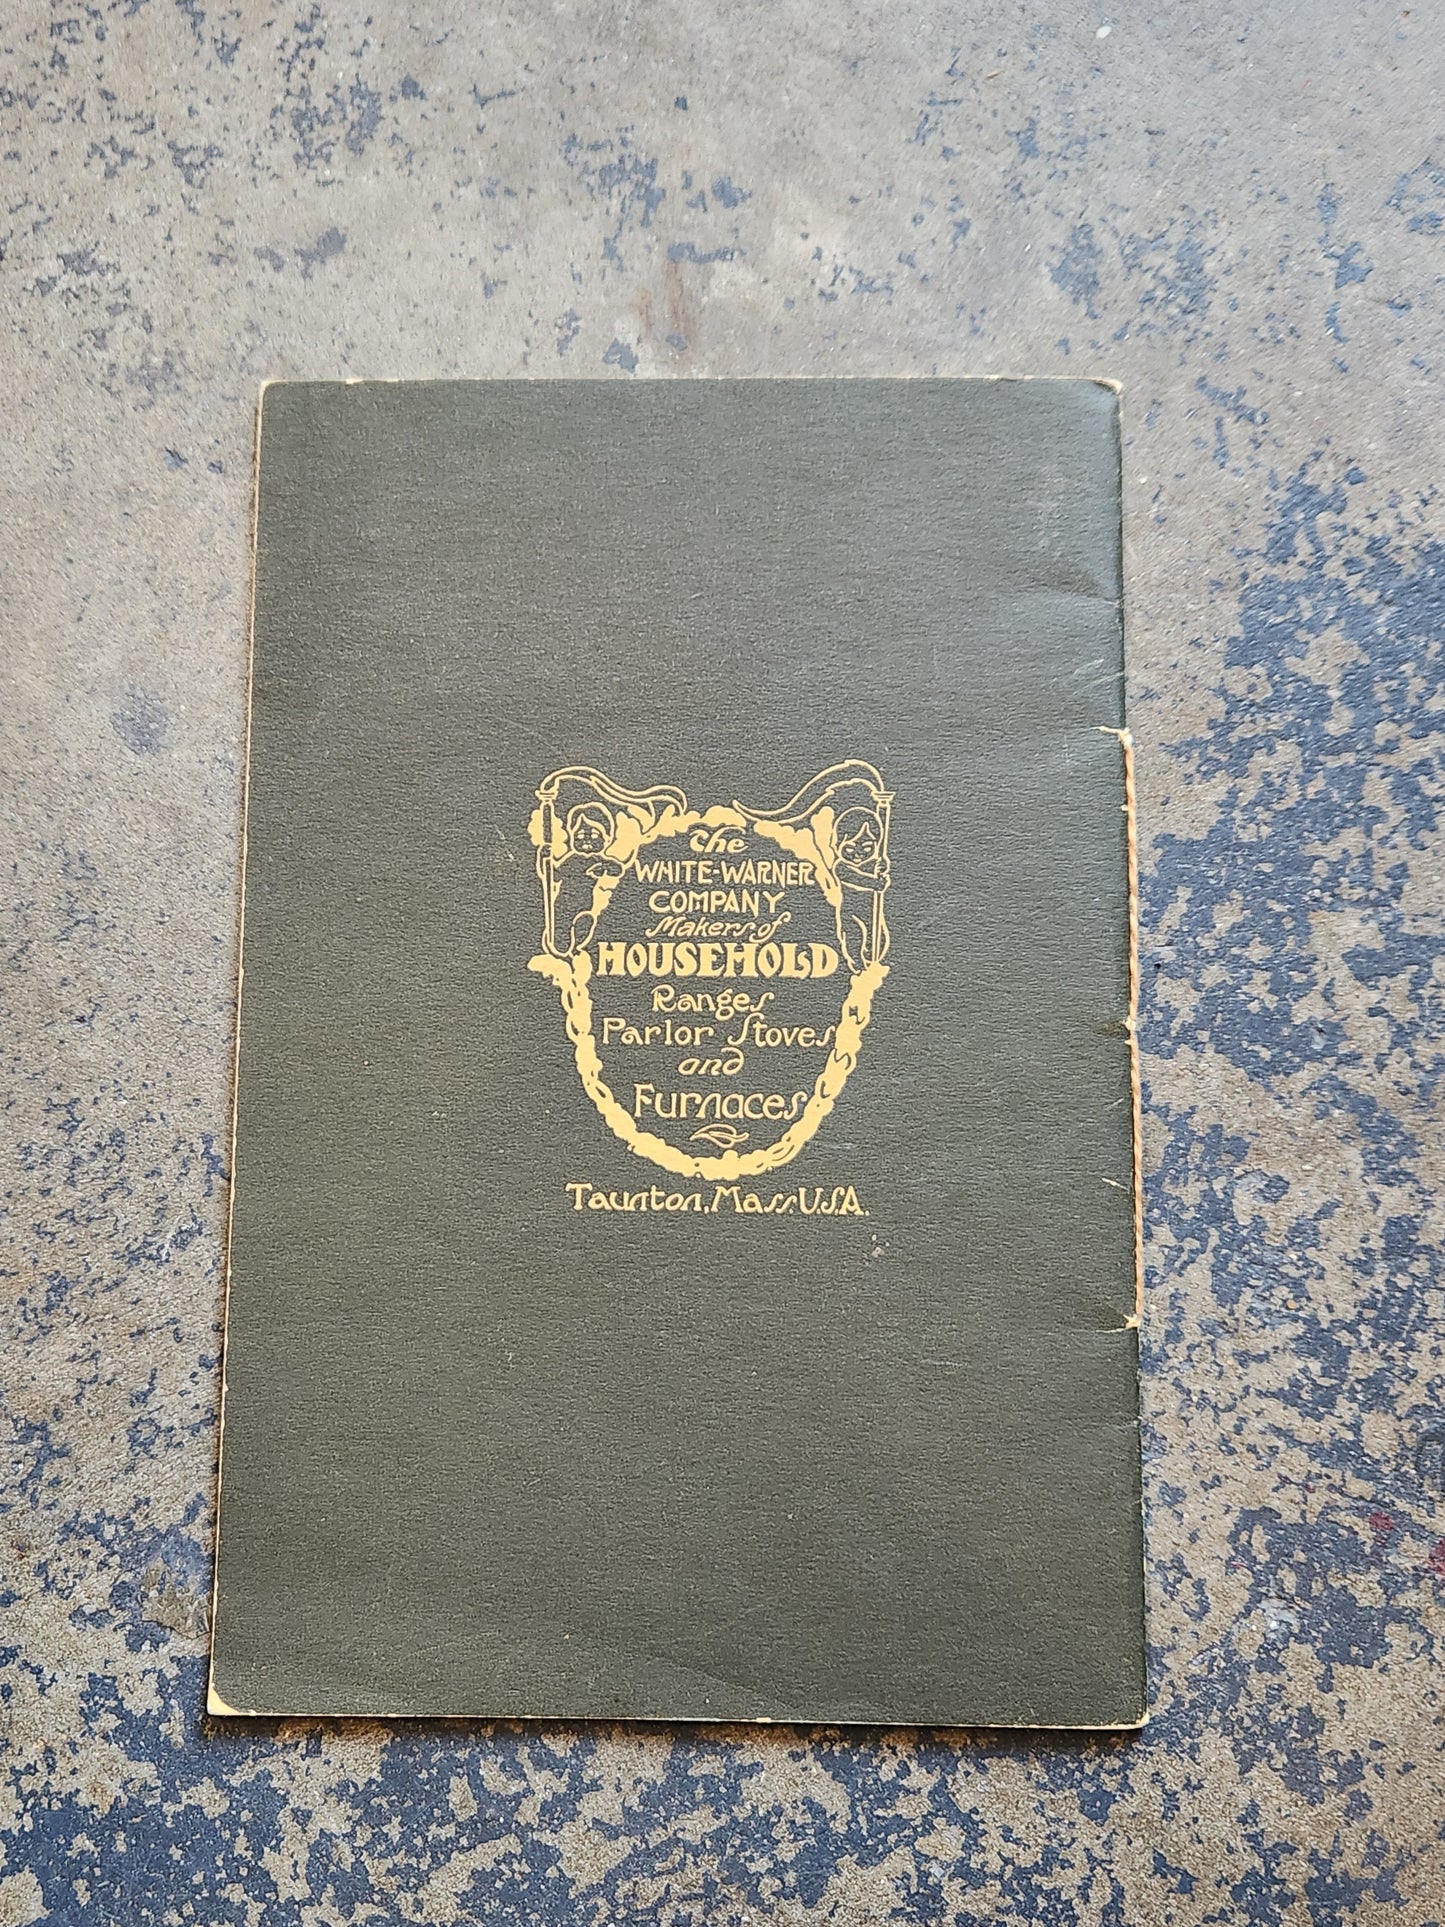 The
WHITE-WARNER
COMPANY
Makers of
HOUSEHOLD
Ranges
Parlor Stoves
and
Furnaces
Taunton, Mass. U.S.A.